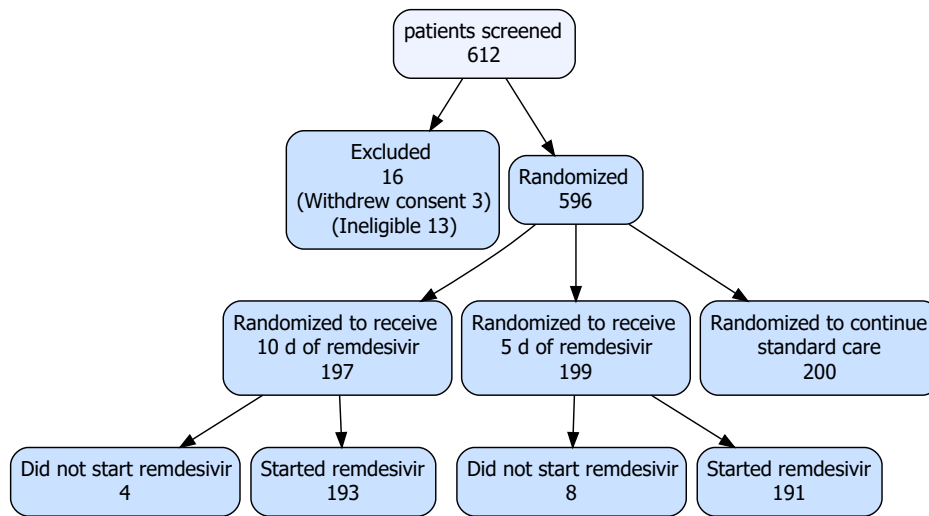 patients screened
612
Excluded
16
(Withdrew consent 3)
(Ineligible 13)
Randomized
596
Randomized to receive
10 d of remdesivir
197
Randomized to receive
5 d of remdesivir
199
Randomized to continue
standard care
200
Did not start remdesivir
4
Started remdesivir
193
Did not start remdesivir
8
Started remdesivir
191